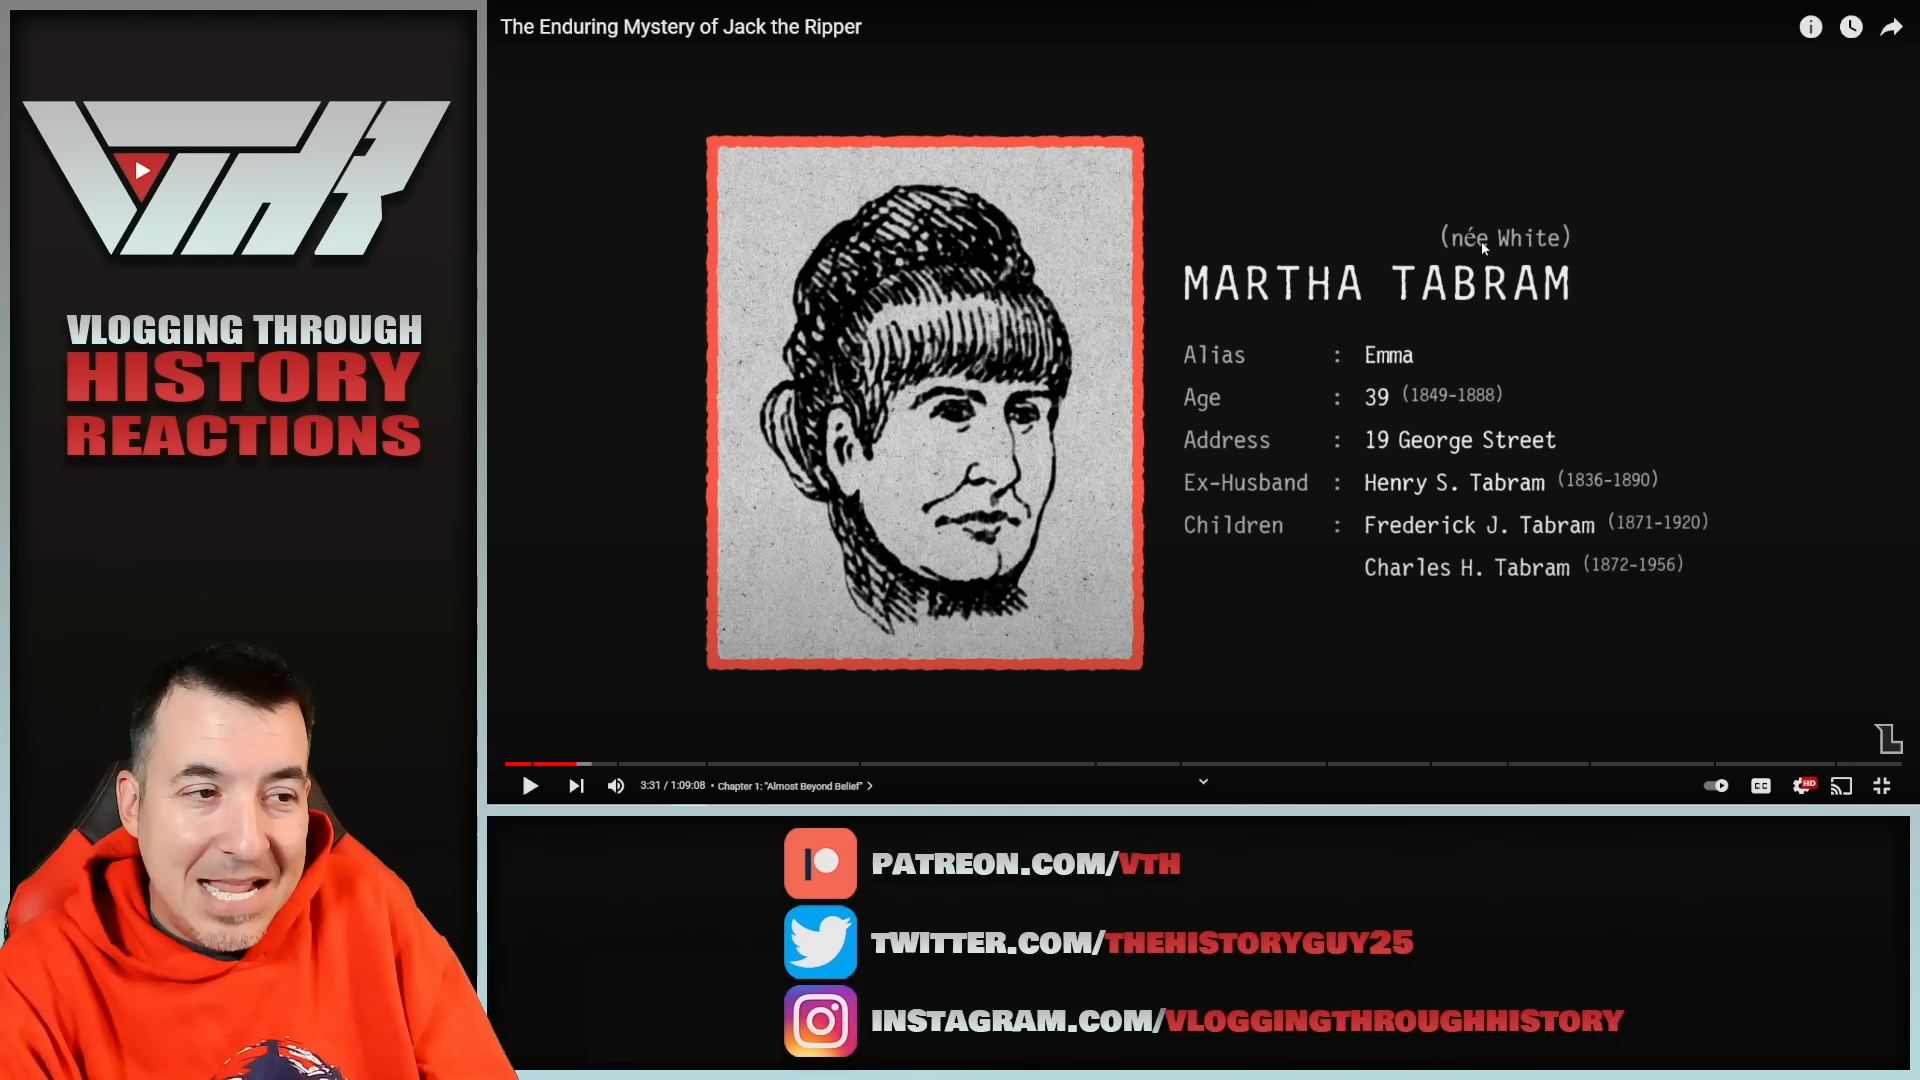 VTHR
VLOGGING THROUGH
HISTORY
REACTIONS
The Enduring Mystery of Jack the Ripper
(née White)
MARTHA TABRAM
Alias : Emma
Age : 39 (1849-1888)
Address : 19 George Street
Ex-Husband : Henry S. Tabram (1836-1890)
Children : Frederick J. Tabram (1871-1920)
Charles H. Tabram (1872-1956)
3:31 / 1:09:08 • Chapter 1: "Almost Beyond Belief" >
CC
HD
PATREON.COM/VTH
TWITTER.COM/THEHISTORYGUY25
INSTAGRAM.COM/VLOGGINGTHROUGHHISTORY